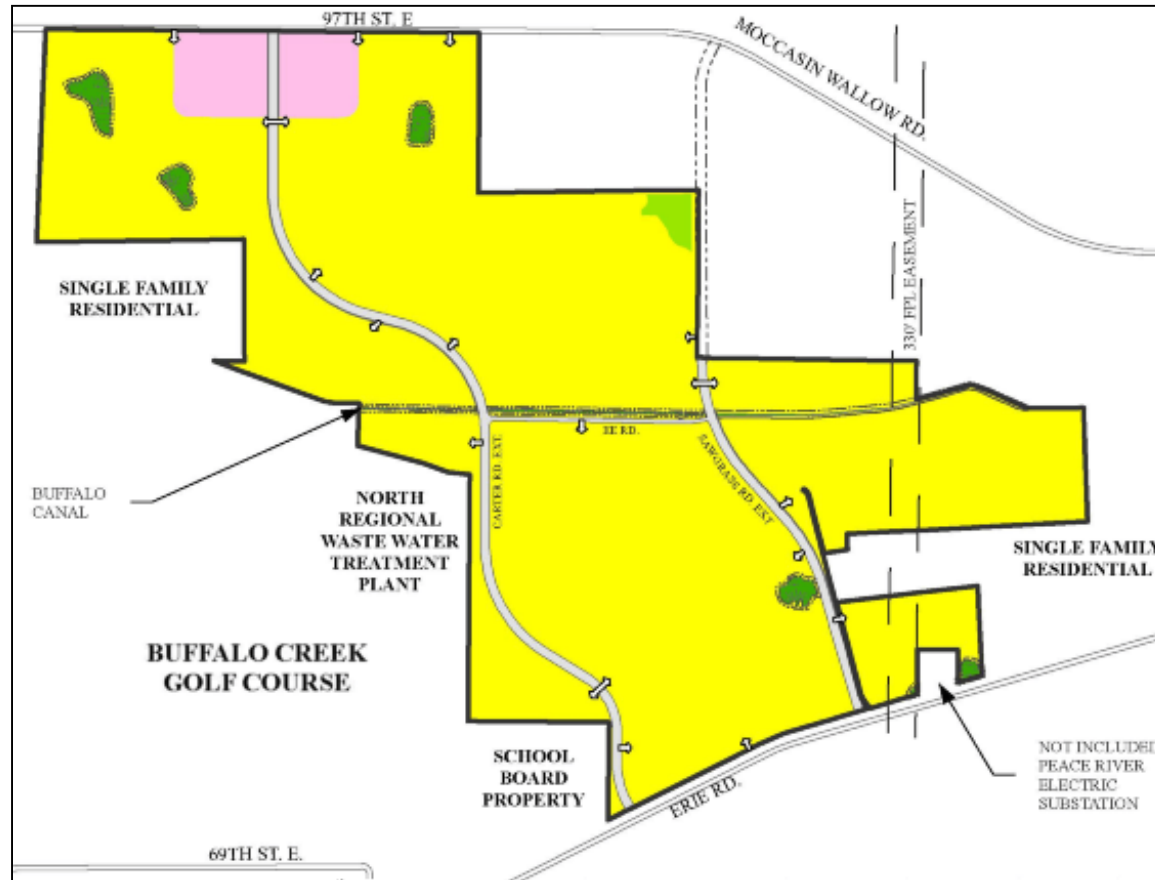 97TH ST. E
MOCCASIN WALLOW RD.
330' FPL EASEMENT
SINGLE FAMILY
RESIDENTIAL
BUFFALO
CANAL
EE RD.
CARTER RD. EXT.
SAWGRASS RD. EXT
NORTH
REGIONAL
WASTE WATER
TREATMENT
PLANT
SINGLE FAMILY
RESIDENTIAL
BUFFALO CREEK
GOLF COURSE
SCHOOL
BOARD
PROPERTY
ERIE RD.
NOT INCLUDED
PEACE RIVER
ELECTRIC
SUBSTATION
69TH ST. E.